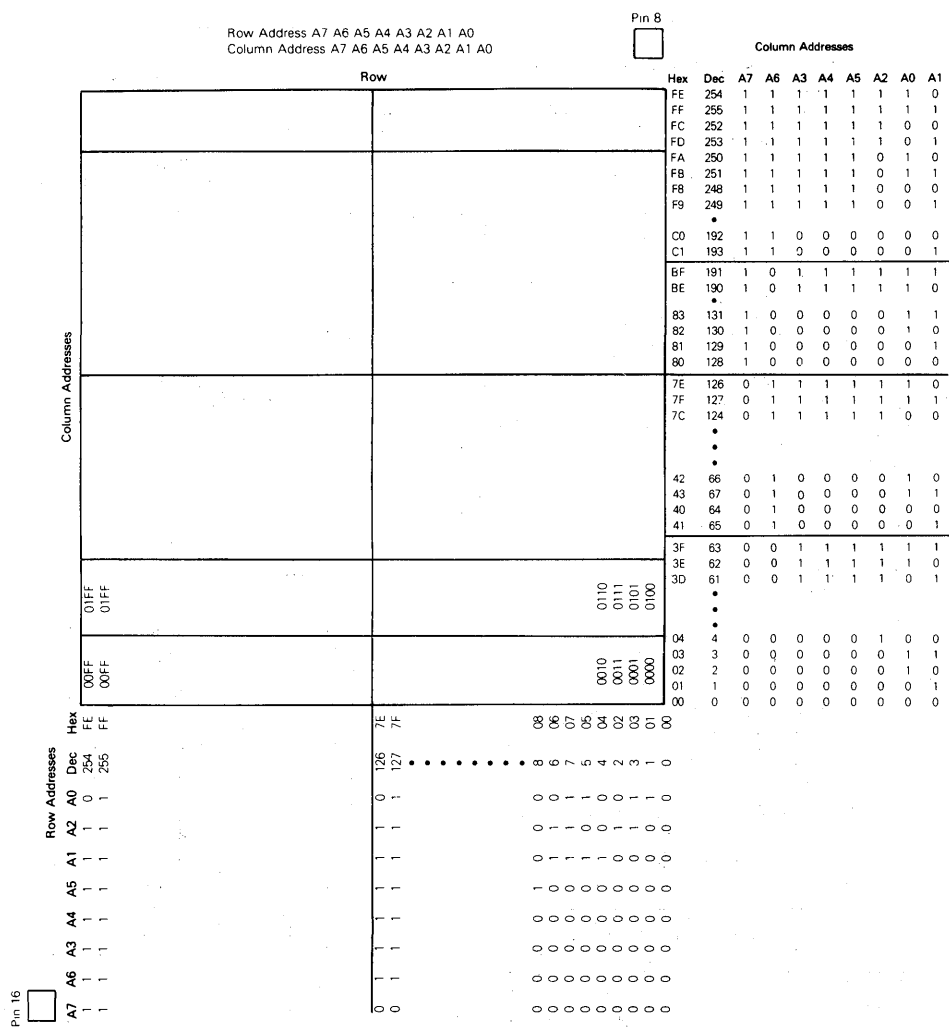 Pin 8
Row Address A7 A6 A5 A4 A3 A2 A1 A0
Column Address A7 A6 A5 A4 A3 A2 A1 A0
Column Addresses
Row
Hex Dec A7 A6 A3 A4 A5 A2 A0 A1
FE 254 1 1 1 1 1 1 1 0
FF 255 1 1 1 1 1 1 1 1
FC 252 1 1 1 1 1 1 0 0
FD 253 1 1 1 1 1 1 0 1
FA 250 1 1 1 1 1 0 1 0
FB 251 1 1 1 1 1 0 1 1
F8 248 1 1 1 1 1 0 0 0
F9 249 1 1 1 1 1 0 0 1
C0 192 1 1 0 0 0 0 0 0
C1 193 1 1 0 0 0 0 0 1
BF 191 1 0 1 1 1 1 1 1
BE 190 1 0 1 1 1 1 1 0
83 131 1 0 0 0 0 0 1 1
82 130 1 0 0 0 0 0 1 0
81 129 1 0 0 0 0 0 0 1
80 128 1 0 0 0 0 0 0 0
7E 126 0 1 1 1 1 1 1 0
7F 127 0 1 1 1 1 1 1 1
7C 124 0 1 1 1 1 1 0 0
42 66 0 1 0 0 0 0 1 0
43 67 0 1 0 0 0 0 1 1
40 64 0 1 0 0 0 0 0 0
41 65 0 1 0 0 0 0 0 1
3F 63 0 0 1 1 1 1 1 1
3E 62 0 0 1 1 1 1 1 0
3D 61 0 0 1 1 1 1 0 1
04 4 0 0 0 0 0 1 0 0
03 3 0 0 0 0 0 0 1 1
02 2 0 0 0 0 0 0 1 0
01 1 0 0 0 0 0 0 0 1
00 0 0 0 0 0 0 0 0 0
Column Addresses
00FF 01FF
00FF 01FF
0010 0110
0011 0111
0001 0101
0000 0100
Pin 16
Row Addresses
A7 A6 A3 A4 A5 A1 A2 A0 Dec Hex
1 1 1 1 1 1 1 0 254 FE
1 1 1 1 1 1 1 1 255 FF
0 1 1 1 1 1 1 0 126 7E
0 1 1 1 1 1 1 1 127 7F
0 0 0 0 1 0 0 0 8 08
0 0 0 0 0 1 1 0 6 06
0 0 0 0 0 1 1 1 7 07
0 0 0 0 0 1 0 1 5 05
0 0 0 0 0 1 0 0 4 04
0 0 0 0 0 0 1 0 2 02
0 0 0 0 0 0 1 1 3 03
0 0 0 0 0 0 0 1 1 01
0 0 0 0 0 0 0 0 0 00